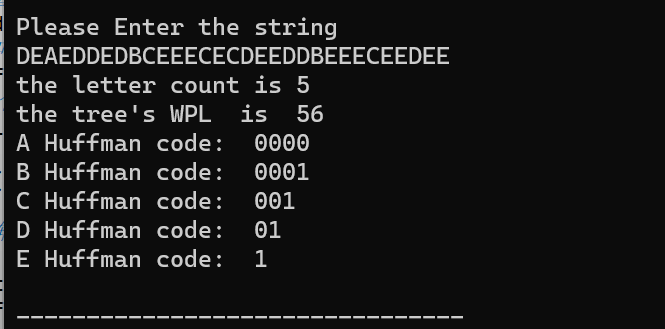 Please Enter the string
DEAEDDEDBCEEECECDEEDDBEEECEEDEE
the letter count is 5
the tree's WPL  is  56
A Huffman code:  0000
B Huffman code:  0001
C Huffman code:  001
D Huffman code:  01
E Huffman code:  1
--------------------------------